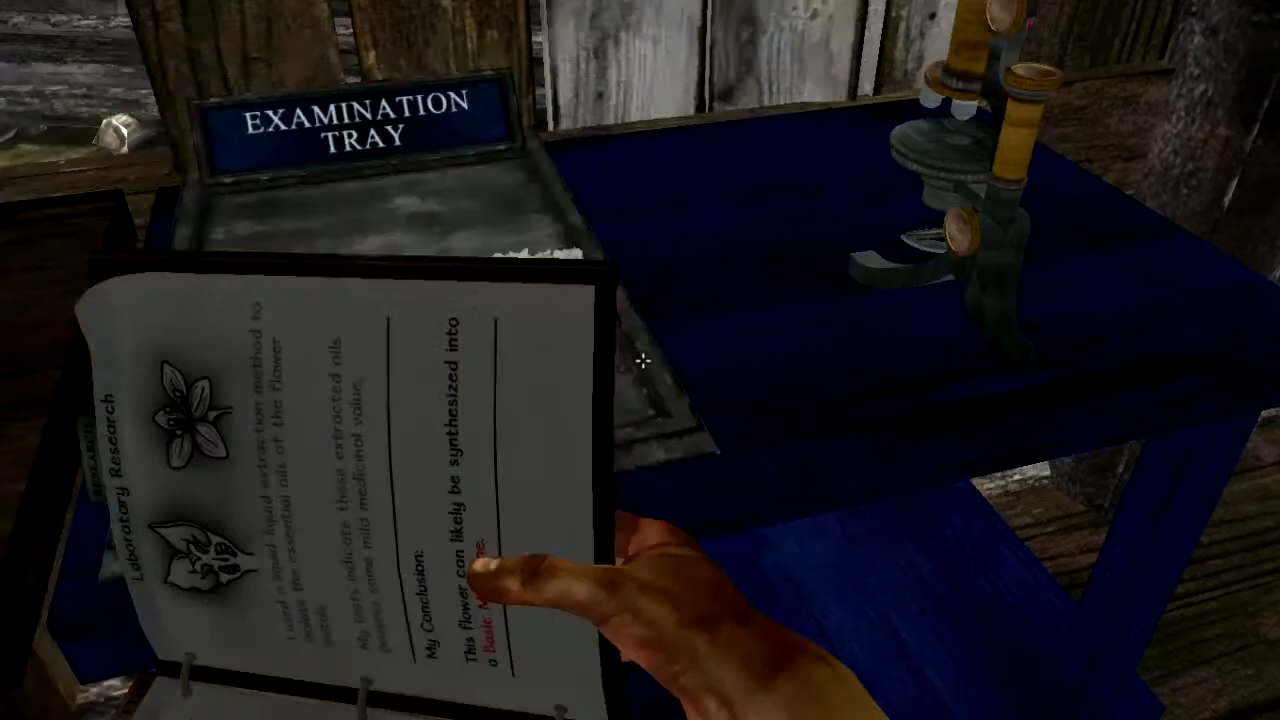 EXAMINATION
TRAY
Laboratory Research
I used a liquid-liquid extraction method to
isolate the essential oils of the flower
petals
My tests indicate these extracted oils
possess some mild medicinal value.
My Conclusion:
This flower can likely be synthesized into
a Basic
RESEARCH